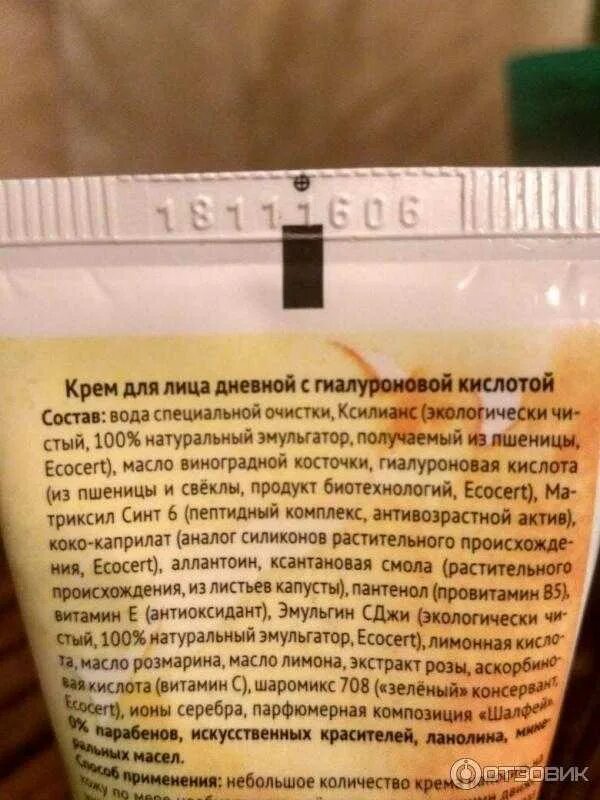 18111606
Крем для лица дневной с гиалуроновой кислотой
Состав: вода специальной очистки, Ксилианс (экологически чи-
стый, 100% натуральный эмульгатор, получаемый из пшеницы,
Ecocert), масло виноградной косточки, гиалуроновая кислота
(из пшеницы и свёклы, продукт биотехнологий, Ecocert), Ма-
триксил Синт 6 (пептидный комплекс, антивозрастной актив),
коко-каприлат (аналог силиконов растительного происхожде-
ния, Ecocert), аллантоин, ксантановая смола (растительного
происхождения, из листьев капусты), пантенол (провитамин B5),
витамин Е (антиоксидант), Эмульгин СДжи (экологически чи-
стый, 100% натуральный эмульгатор, Ecocert), лимонная кисло-
та, масло розмарина, масло лимона, экстракт розы, аскорбино-
вая кислота (витамин С), шаромикс 708 («зелёный» консервант,
Ecocert), ионы серебра, парфюмерная композиция «Шалфей».
0% парабенов, искусственных красителей, ланолина, мине-
ральных масел.
Способ применения: небольшое количество крема
кожу по мере
ОТЗОВИК